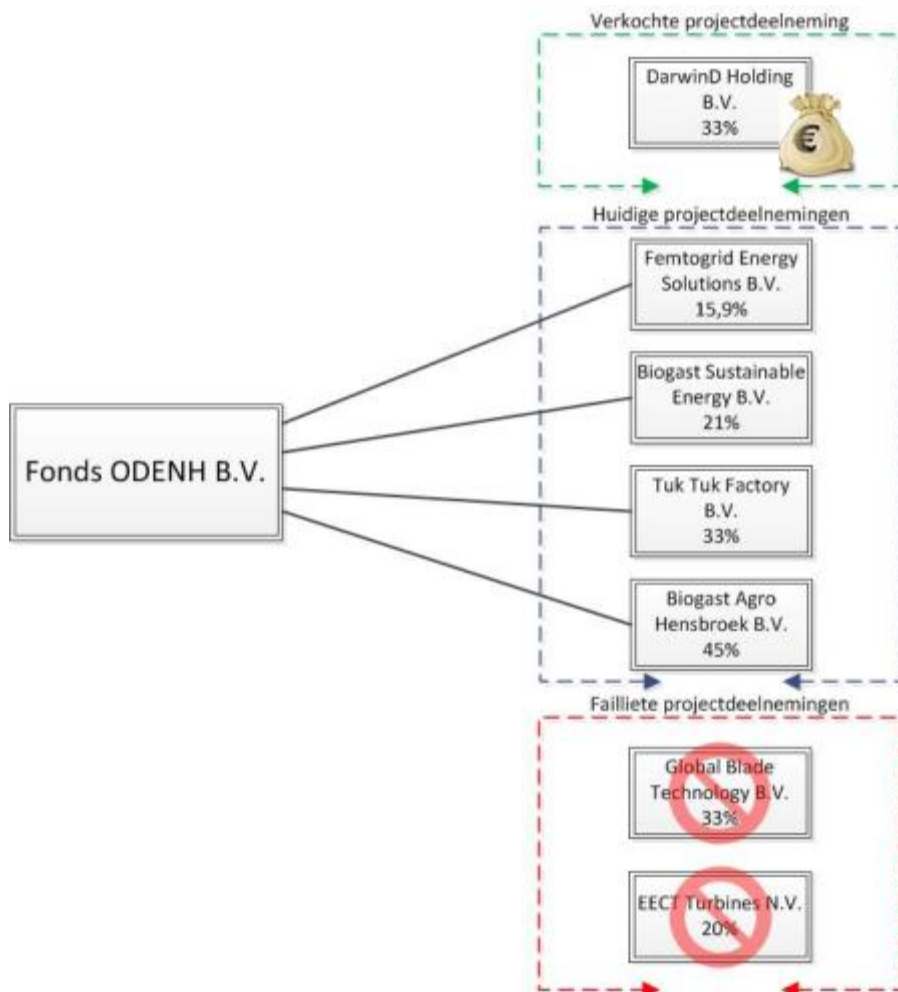 Verkochte projectdeelneming
DarwinD Holding
B.V.
33%
€
Huidige projectdeelnemingen
Femtogrid Energy
Solutions B.V.
15,9%
Biogast Sustainable
Energy B.V.
21%
Fonds ODENH B.V.
Tuk Tuk Factory
B.V.
33%
Biogast Agro
Hensbroek B.V.
45%
Failliete projectdeelnemingen
Global Blade
Technology B.V.
33%
EECT Turbines N.V.
20%